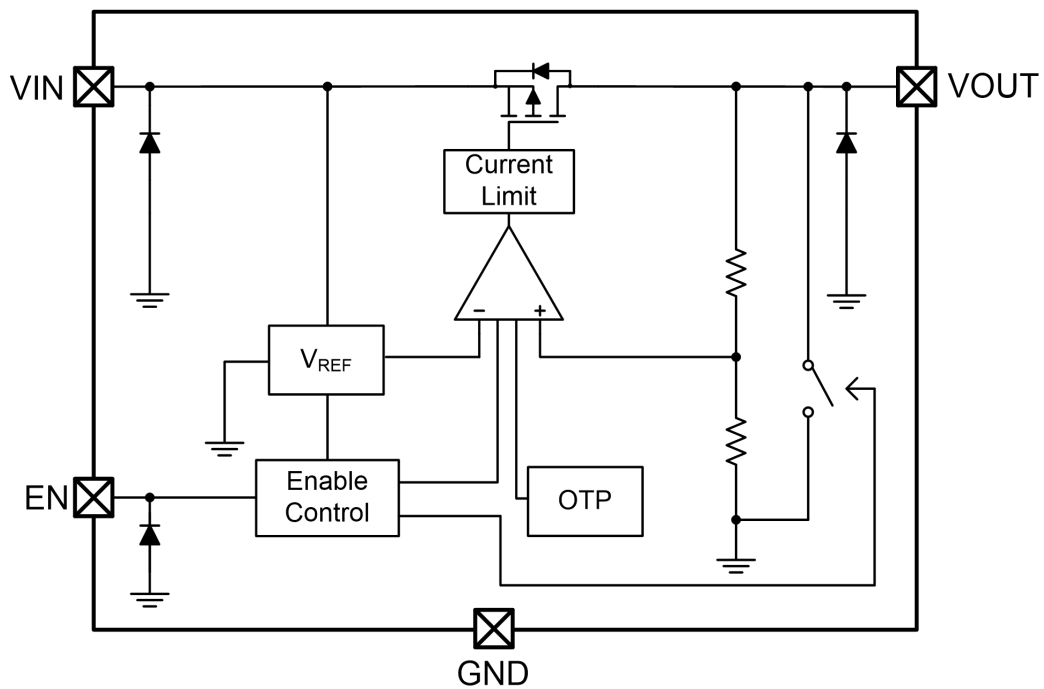 VIN
VOUT
Current
Limit
-
+
VREF
EN
Enable
Control
OTP
GND